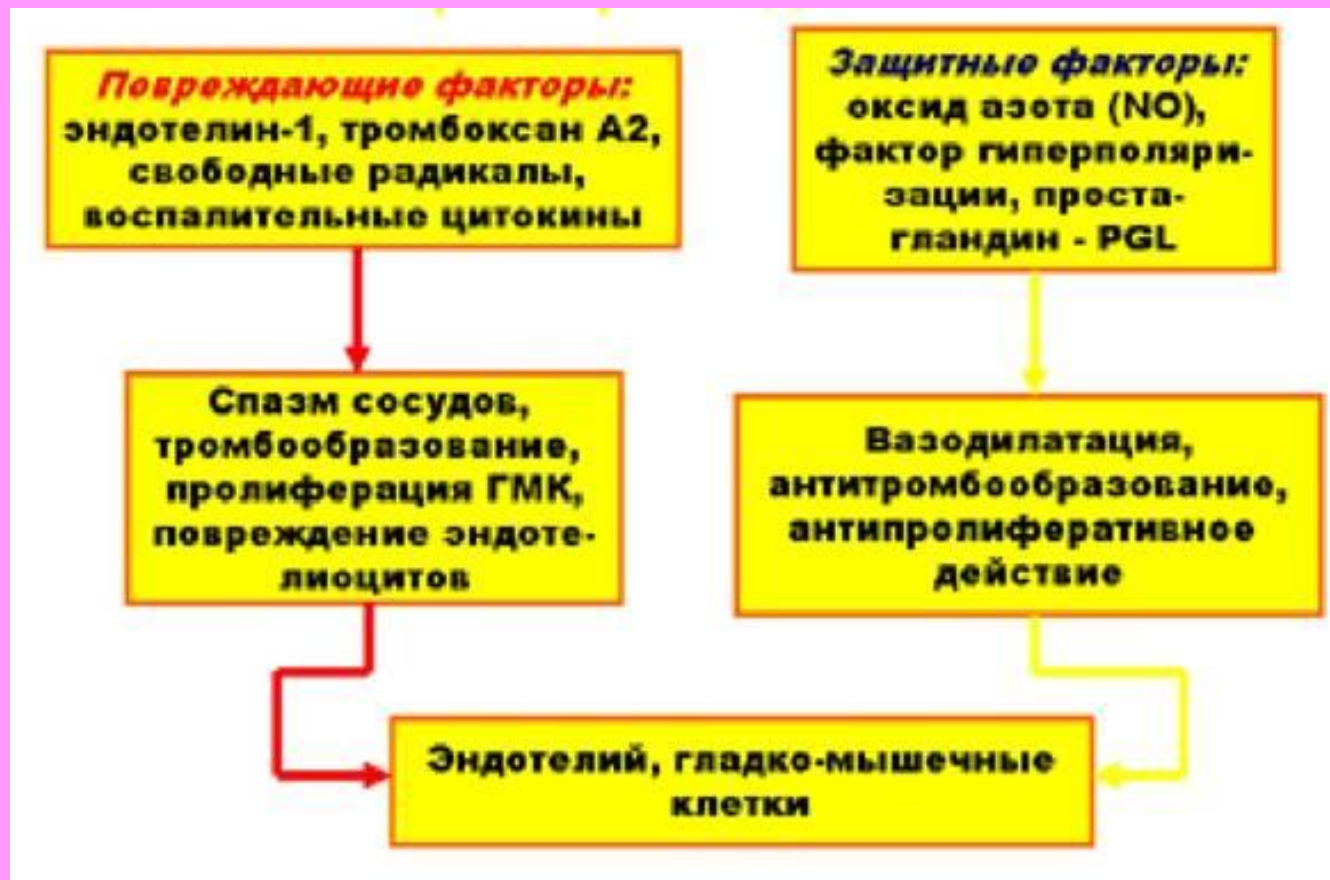 Повреждающие факторы:
эндотелин-1, тромбоксан А2,
свободные радикалы,
воспалительные цитокины
Защитные факторы:
оксид азота (NO),
фактор гиперполяри-
зации, проста-
гландин - PGL
Спазм сосудов,
тромбообразование,
пролиферация ГМК,
повреждение эндоте-
лиоцитов
Вазодилатация,
антитромбообразование,
антипролиферативное
действие
Эндотелий, гладко-мышечные
клетки